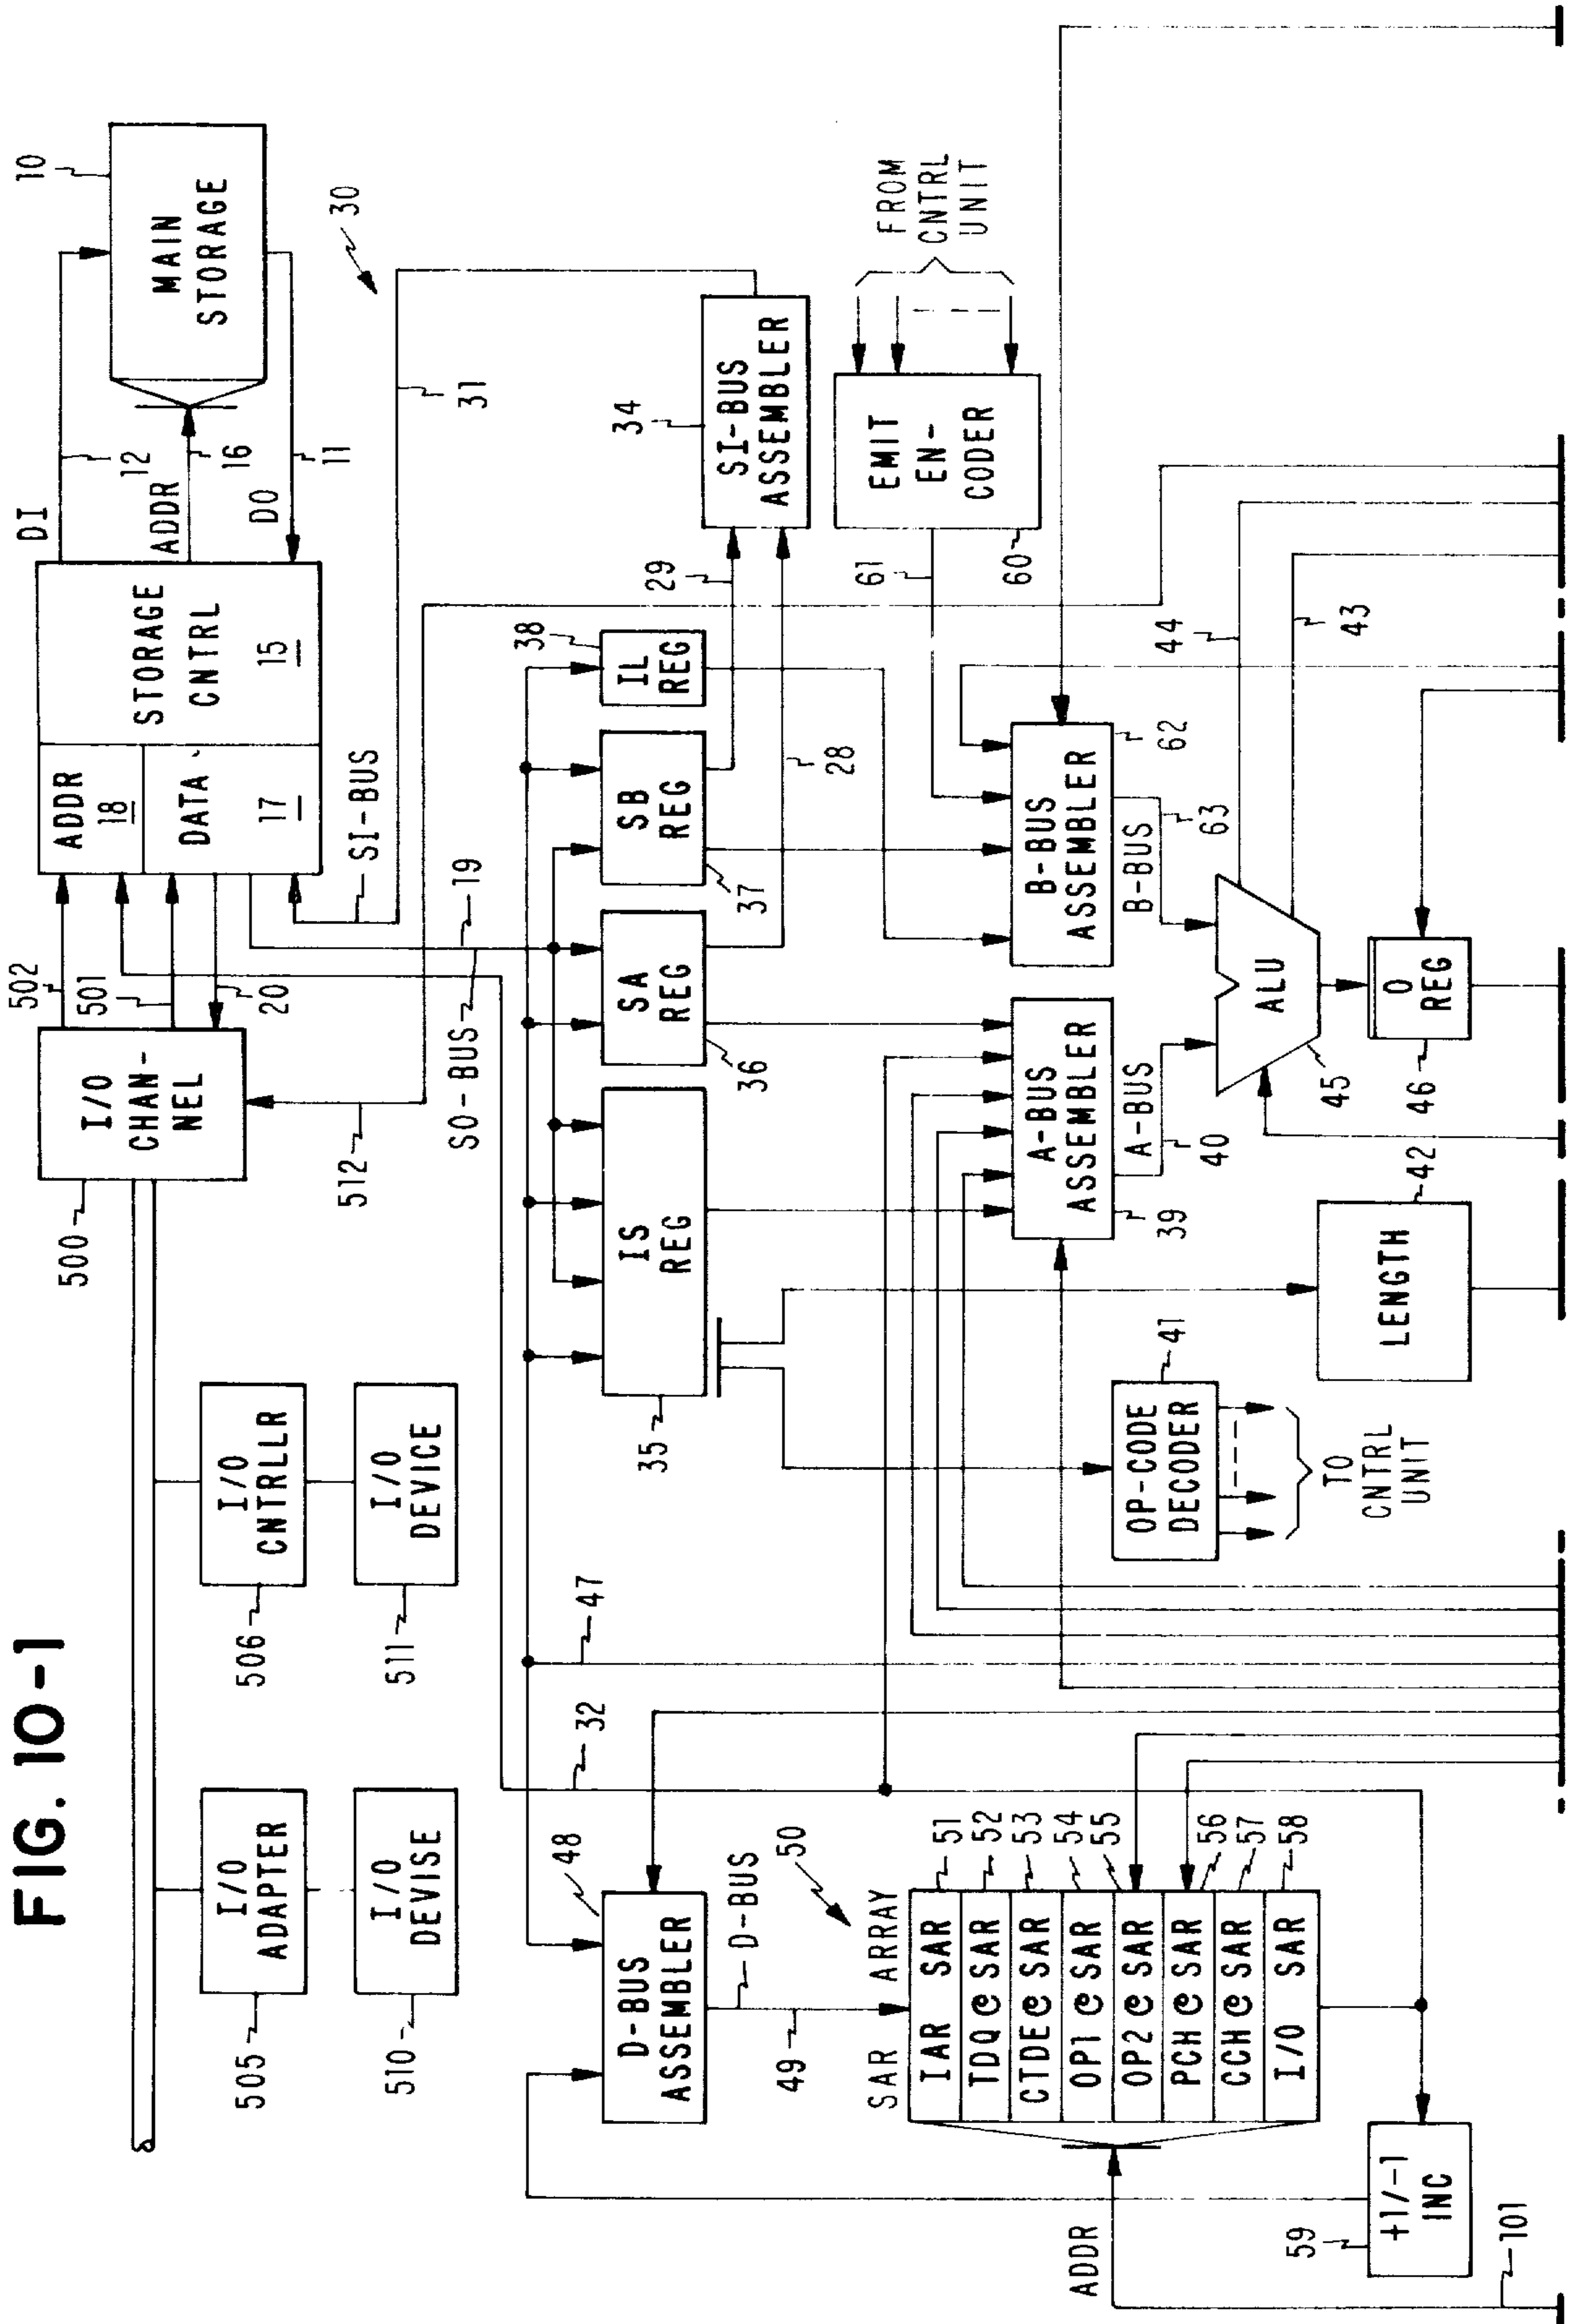 FIG. 10-1
I/O
CHAN-
NEL
500
502
501
20
512
ADDR
18
DATA
17
STORAGE
CNTRL
15
DI
12
ADDR
16
DO
11
MAIN
STORAGE
10
30
I/O
ADAPTER
505
I/O
DEVISE
510
I/O
CNTRLLR
506
I/O
DEVICE
511
SO-BUS
19
SI-BUS
31
32
47
D-BUS
ASSEMBLER
48
D-BUS
49
IS
REG
35
SA
REG
36
SB
REG
37
IL
REG
38
29
28
SI-BUS
ASSEMBLER
34
EMIT
EN-
CODER
60
61
FROM
CNTRL
UNIT
SAR ARRAY
50
IAR SAR
51
TDQ@SAR
52
CTDE@SAR
53
OP1@SAR
54
OP2@SAR
55
PCH@SAR
56
CCH@SAR
57
I/O SAR
58
ADDR
101
+1/-1
INC
59
OP-CODE
DECODER
41
TO
CNTRL
UNIT
LENGTH
42
A-BUS
ASSEMBLER
39
A-BUS
40
B-BUS
ASSEMBLER
62
B-BUS
63
ALU
45
44
43
O
REG
46